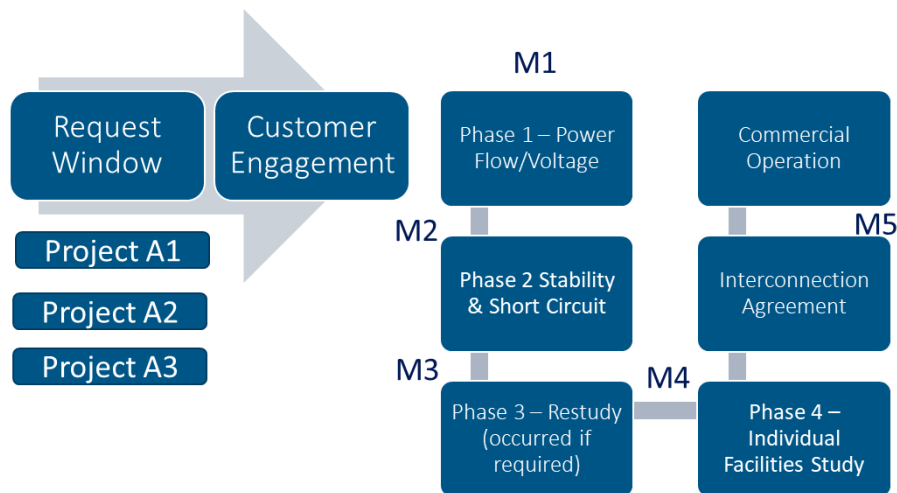 Request
Window
Customer
Engagement
Project A1
Project A2
Project A3
M1
Phase 1 – Power
Flow/Voltage
M2
Phase 2 Stability
& Short Circuit
M3
Phase 3 – Restudy
(occurred if
required)
M4
Phase 4 –
Individual
Facilities Study
Interconnection
Agreement
M5
Commercial
Operation